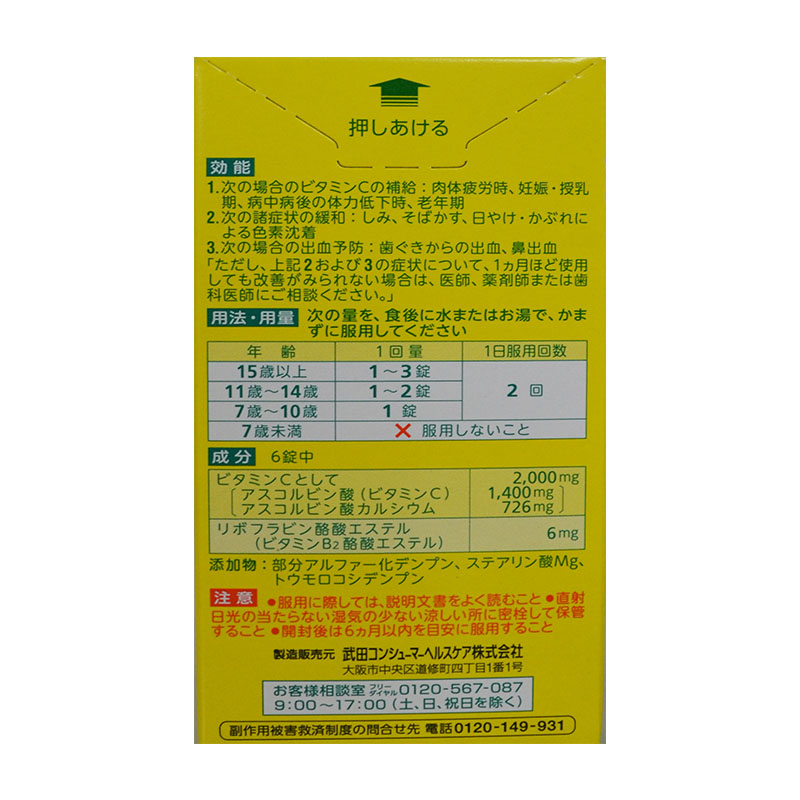 押しあける
効能
1.次の場合のビタミンCの補給：肉体疲労時、妊娠・授乳
期、病中病後の体力低下時、老年期
2.次の諸症状の緩和：しみ、そばかす、日やけ・かぶれ
による色素沈着
3.次の場合の出血予防：歯ぐきからの出血、鼻出血
「ただし、上記2および3の症状について、1ヵ月ほど使用
しても改善がみられない場合は、医師、薬剤師または歯
科医師にご相談ください。」
用法・用量 次の量を、食後に水またはお湯で、かま
ずに服用してください
年齢 1回量 1日服用回数
15歳以上 1～3錠
11歳～14歳 1～2錠 2回
7歳～10歳 1錠
7歳未満 ×服用しないこと
成分 6錠中
ビタミンCとして 2,000mg
アスコルビン酸（ビタミンC） 1,400mg
アスコルビン酸カルシウム 726mg
リボフラビン酪酸エステル 6mg
（ビタミンB2酪酸エステル）
添加物：部分アルファー化デンプン、ステアリン酸Mg、
トウモロコシデンプン
注意 ●服用に際しては、説明文書をよく読むこと ●直射
日光の当たらない湿気の少ない涼しい所に密栓して保管
すること ●開封後は6ヵ月以内を目安に服用すること
製造販売元 武田コンシューマーヘルスケア株式会社
大阪市中央区道修町四丁目1番1号
お客様相談室 フリーダイヤル 0120-567-087
9：00～17：00（土、日、祝日を除く）
副作用被害救済制度の問合せ先 電話0120-149-931